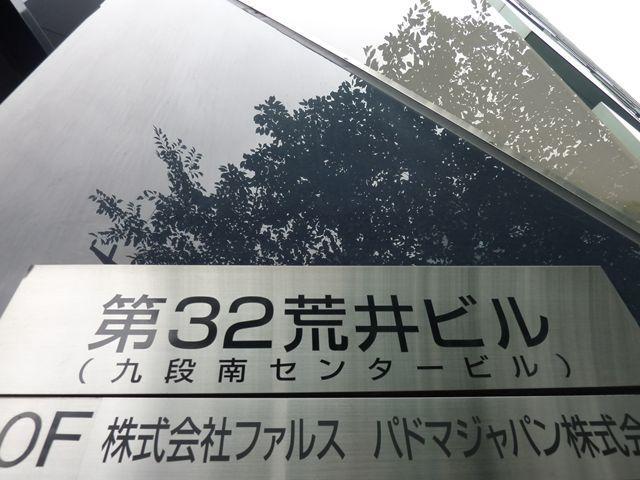 第32荒井ビル
(九段南センタービル)
0F 株式会社ファルス パドマジャパン株式会